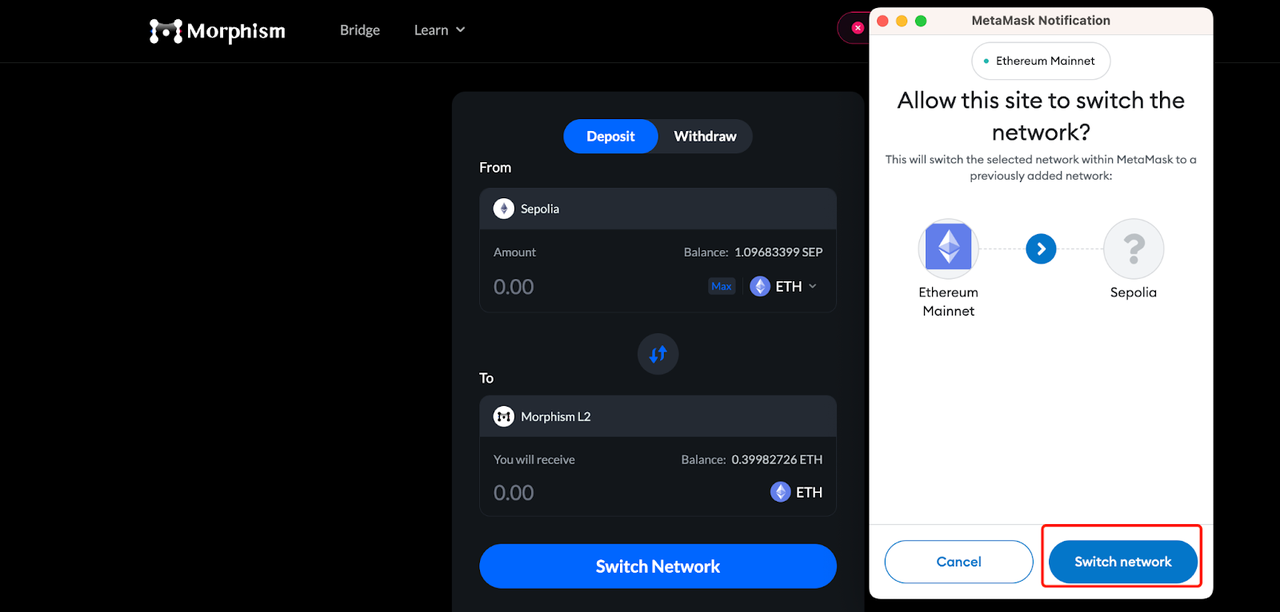 Morphism
Bridge
Learn
Deposit
Withdraw
From
Sepolia
Amount
Balance: 1.09683399 SEP
0.00
Max
ETH
To
Morphism L2
You will receive
Balance: 0.39982726 ETH
0.00
ETH
Switch Network
MetaMask Notification
Ethereum Mainnet
Allow this site to switch the
network?
This will switch the selected network within MetaMask to a
previously added network:
?
Ethereum
Mainnet
Sepolia
Cancel
Switch network